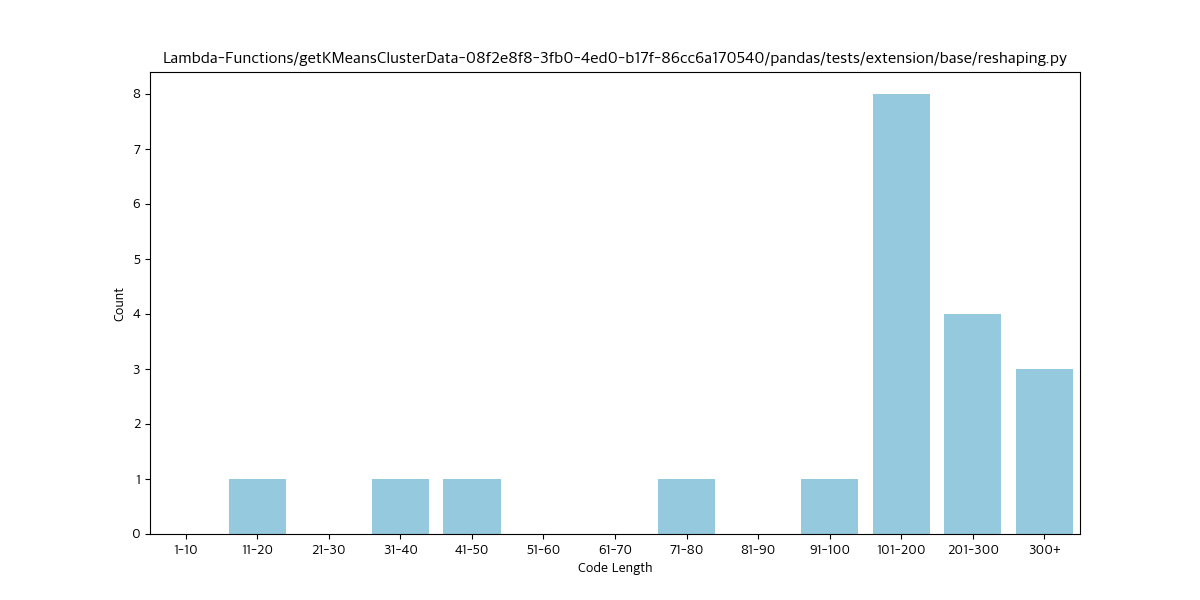 Lambda-Functions/getKMeansClusterData-08f2e8f8-3fb0-4ed0-b17f-86cc6a170540/pandas/tests/extension/base/reshaping.py
8
7
6
5
4
3
2
1
0
Count
1-10 11-20 21-30 31-40 41-50 51-60 61-70 71-80 81-90 91-100 101-200 201-300 300+
Code Length